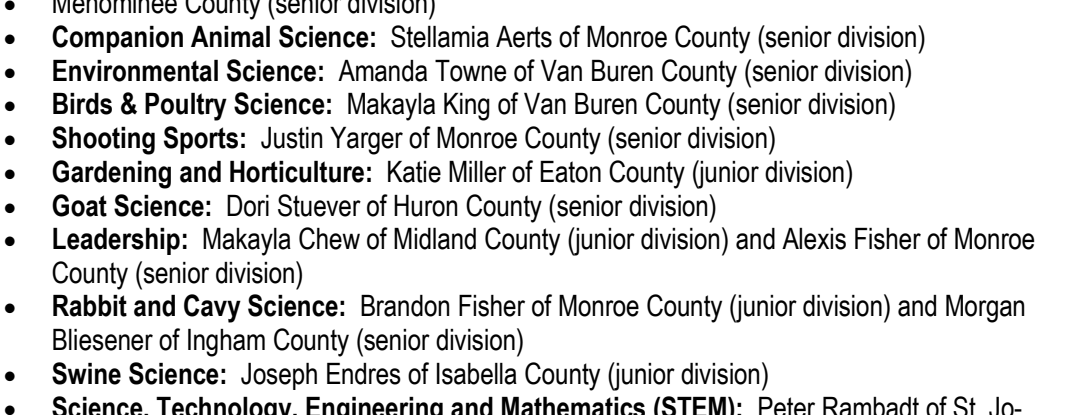 Menominee County (senior division)
• Companion Animal Science: Stellamia Aerts of Monroe County (senior division)
• Environmental Science: Amanda Towne of Van Buren County (senior division)
• Birds & Poultry Science: Makayla King of Van Buren County (senior division)
• Shooting Sports: Justin Yarger of Monroe County (senior division)
• Gardening and Horticulture: Katie Miller of Eaton County (junior division)
• Goat Science: Dori Stuever of Huron County (senior division)
• Leadership: Makayla Chew of Midland County (junior division) and Alexis Fisher of Monroe
County (senior division)
• Rabbit and Cavy Science: Brandon Fisher of Monroe County (junior division) and Morgan
Bliesener of Ingham County (senior division)
• Swine Science: Joseph Endres of Isabella County (junior division)
• Science, Technology, Engineering and Mathematics (STEM): Peter Rambadt of St. Jo-